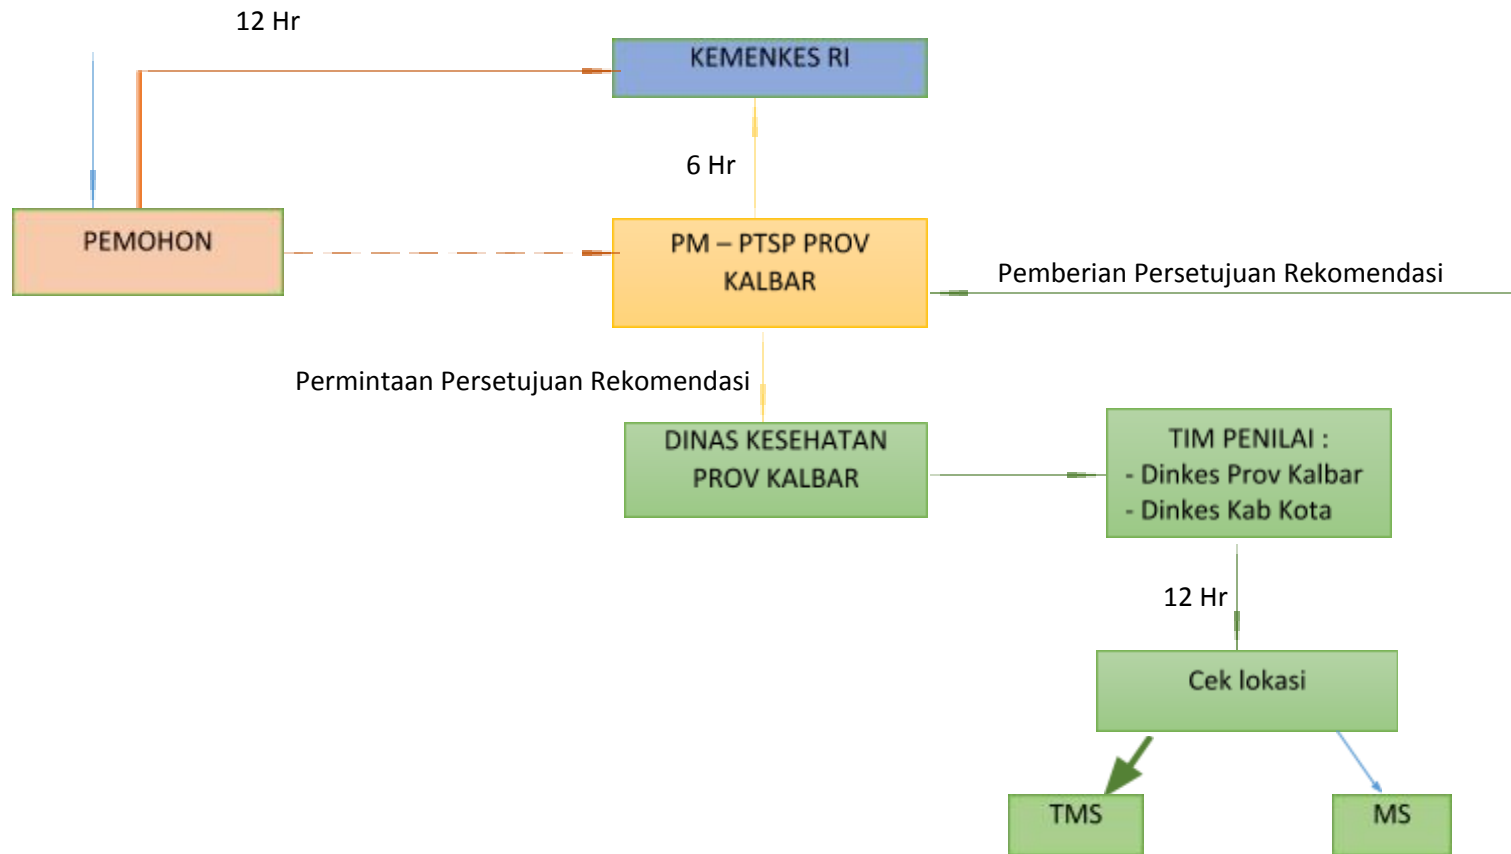 12 Hr
KEMENKES RI
6 Hr
PEMOHON
PM – PTSP PROV
KALBAR
Pemberian Persetujuan Rekomendasi
Permintaan Persetujuan Rekomendasi
DINAS KESEHATAN
PROV KALBAR
TIM PENILAI :
- Dinkes Prov Kalbar
- Dinkes Kab Kota
12 Hr
Cek lokasi
TMS
MS